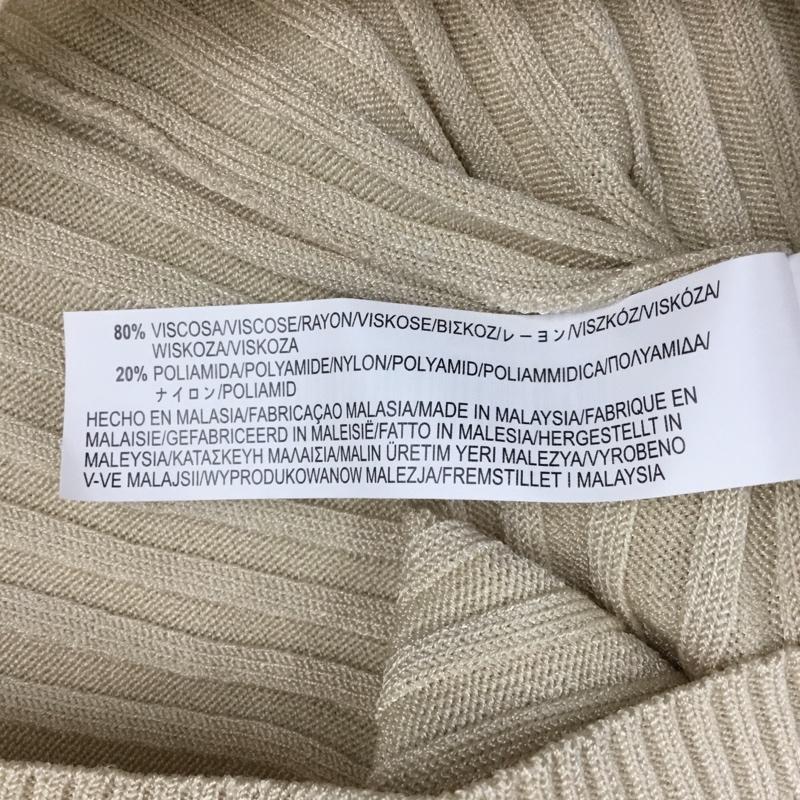 80% VISCOSA/VISCOSE/RAYON/VISKOSE/ΒΙΣΚΟΖ/レーヨン/VISZKÓZ/VISKÓZA/
WISKOZA/VISKOZA
20% POLIAMIDA/POLYAMIDE/NYLON/POLYAMID/POLIAMMIDICA/ΠΟΛΥΑΜΙΔΑ/
ナイロン/POLIAMID
HECHO EN MALASIA/FABRICAÇAO MALASIA/MADE IN MALAYSIA/FABRIQUE EN
MALAISIE/GEFABRICEERD IN MALEISIË/FATTO IN MALESIA/HERGESTELLT IN
MALEYSIA/ΚΑΤΑΣΚΕΥΗ ΜΑΛΑΙΣΙΑ/MALIN ÜRETIM YERI MALEZYA/VYROBENO
V-VE MALAJSII/WYPRODUKOWANOW MALEZJA/FREMSTILLET I MALAYSIA